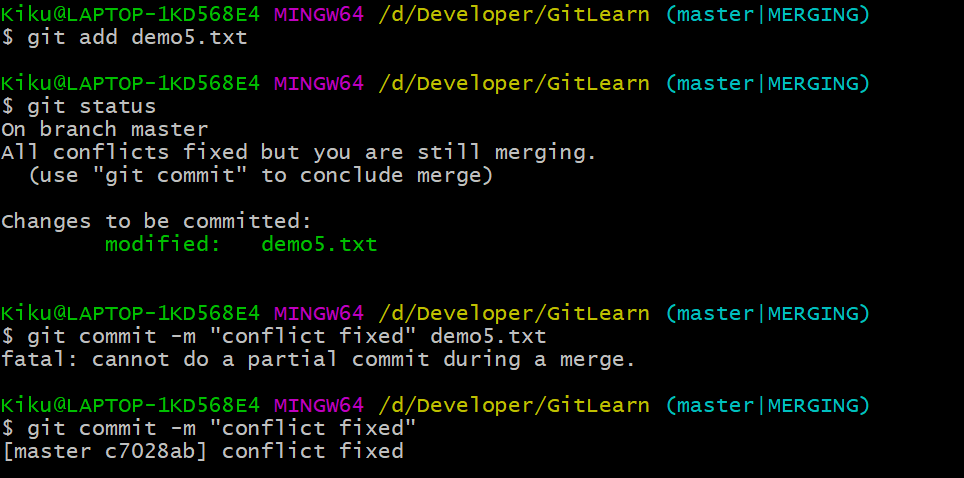 Kiku@LAPTOP-1KD568E4 MINGW64 /d/Developer/GitLearn (master|MERGING)
$ git add demo5.txt
Kiku@LAPTOP-1KD568E4 MINGW64 /d/Developer/GitLearn (master|MERGING)
$ git status
On branch master
All conflicts fixed but you are still merging.
  (use "git commit" to conclude merge)
Changes to be committed:
        modified:   demo5.txt
Kiku@LAPTOP-1KD568E4 MINGW64 /d/Developer/GitLearn (master|MERGING)
$ git commit -m "conflict fixed" demo5.txt
fatal: cannot do a partial commit during a merge.
Kiku@LAPTOP-1KD568E4 MINGW64 /d/Developer/GitLearn (master|MERGING)
$ git commit -m "conflict fixed"
[master c7028ab] conflict fixed